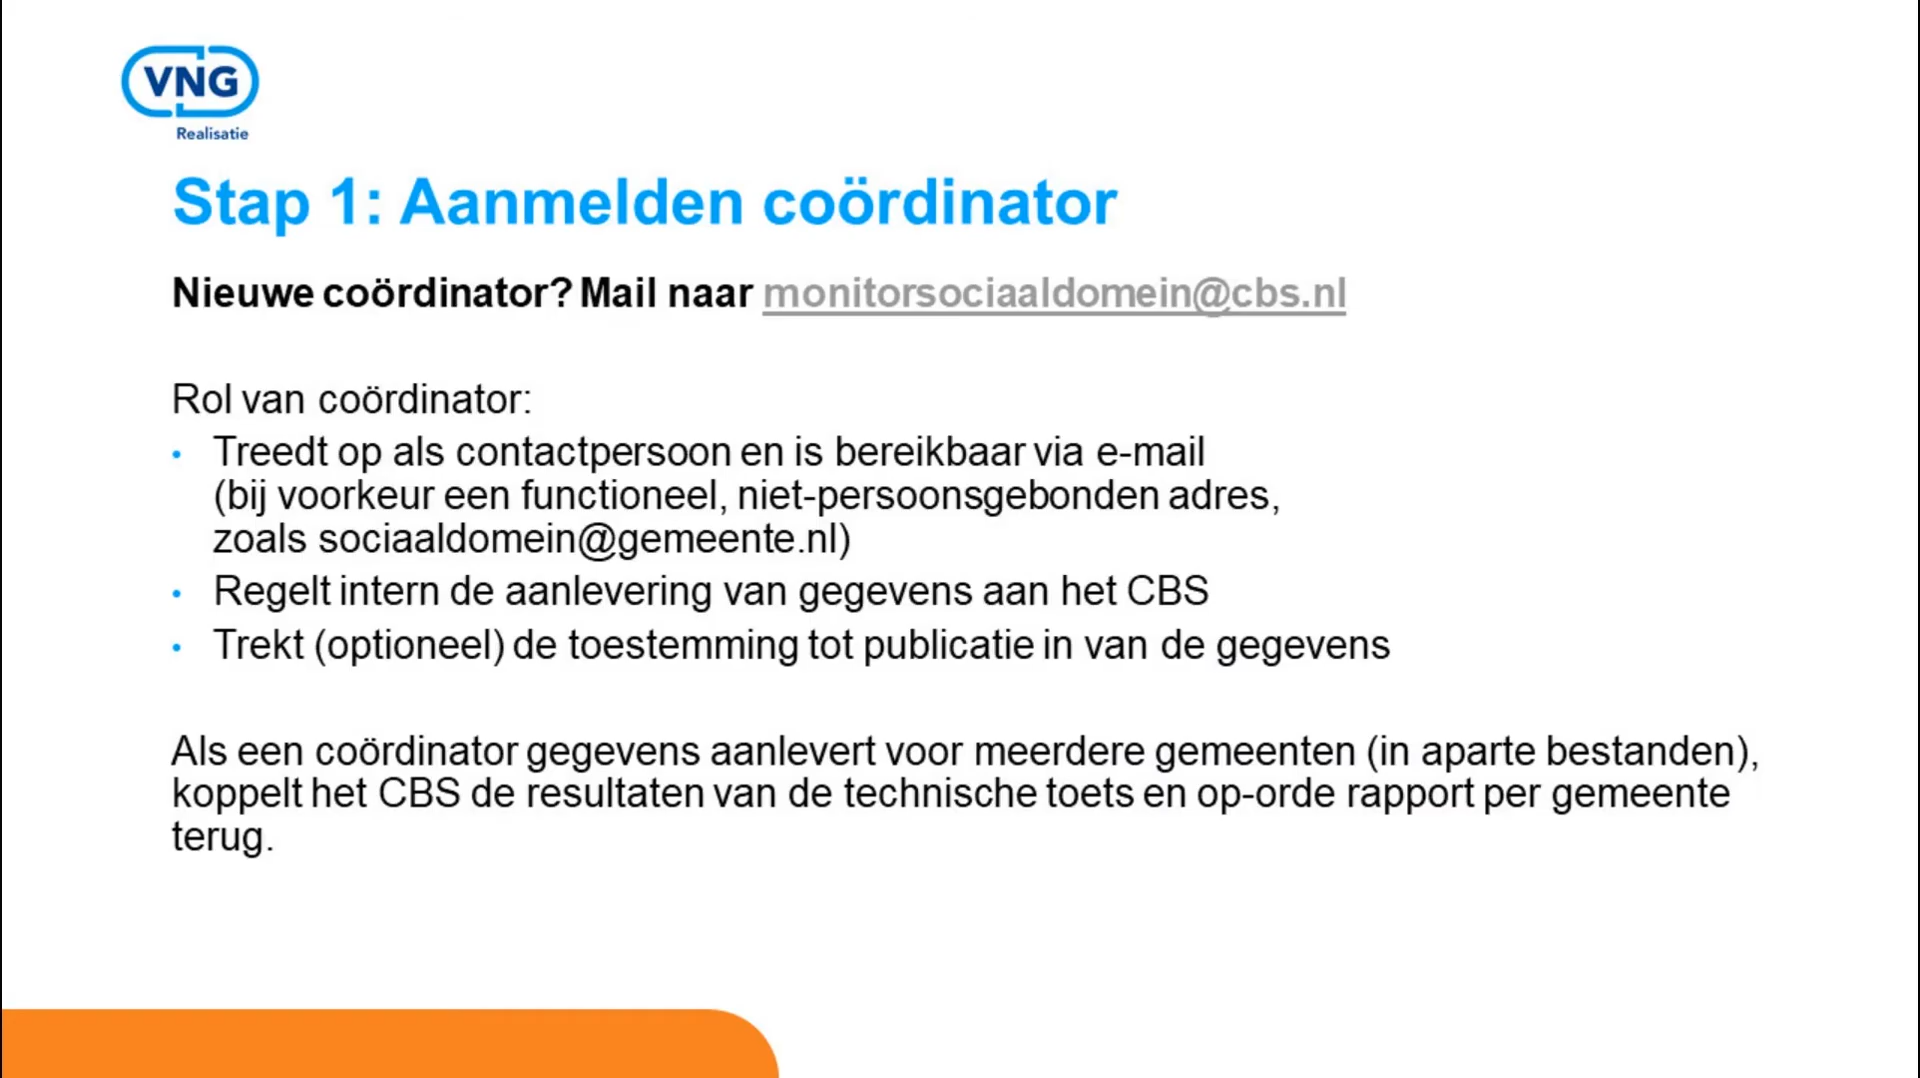 VNG
Realisatie
Stap 1: Aanmelden coördinator
Nieuwe coördinator? Mail naar monitorsociaaldomein@cbs.nl
Rol van coördinator:
• Treedt op als contactpersoon en is bereikbaar via e-mail
(bij voorkeur een functioneel, niet-persoonsgebonden adres,
zoals sociaaldomein@gemeente.nl)
• Regelt intern de aanlevering van gegevens aan het CBS
• Trekt (optioneel) de toestemming tot publicatie in van de gegevens
Als een coördinator gegevens aanlevert voor meerdere gemeenten (in aparte bestanden),
koppelt het CBS de resultaten van de technische toets en op-orde rapport per gemeente
terug.